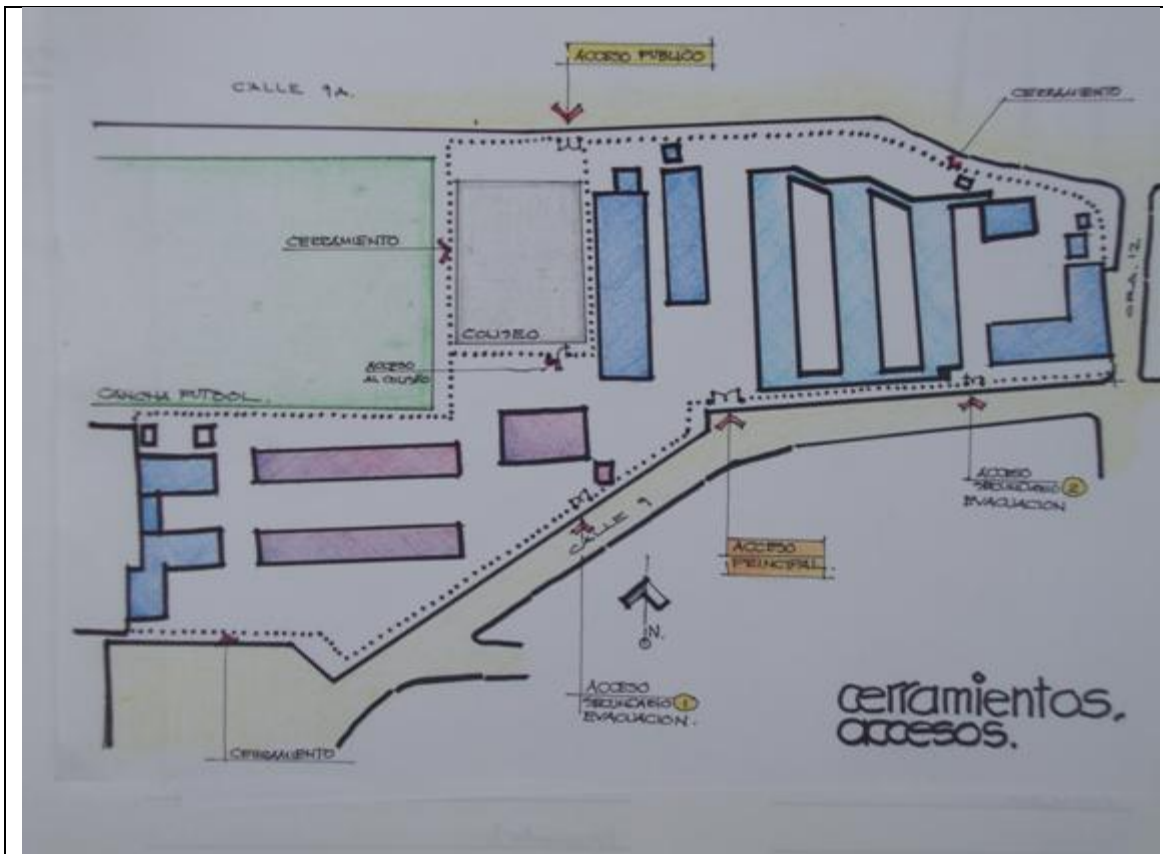 ACCESO PUBLICO
CALLE 9A.
CERRAMIENTO
CERRAMIENTO
CRA. 12.
COLISEO.
ACCESO
AL COLISEO
CANCHA FUTBOL.
CALLE 9
ACCESO
SECUNDARIO 2
EVACUACION
ACCESO
PRINCIPAL.
N.
ACCESO
SECUNDARIO 1
EVACUACION.
cerramientos.
accesos.
CERRAMIENTO